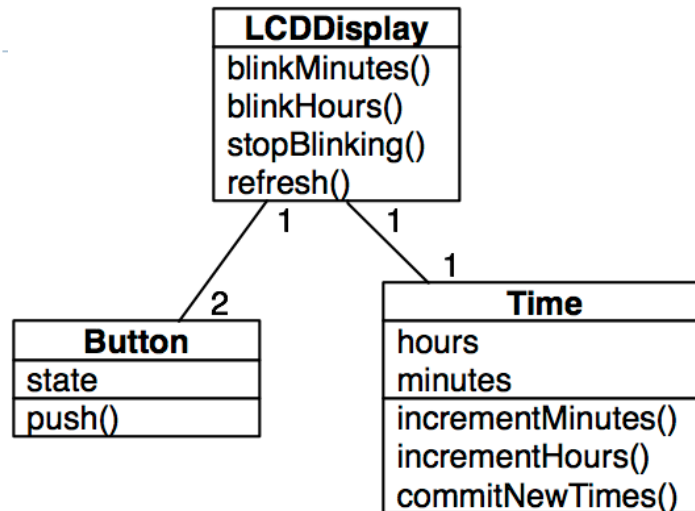 LCDDisplay
blinkMinutes()
blinkHours()
stopBlinking()
refresh()
1
1
2
1
Button
state
push()
Time
hours
minutes
incrementMinutes()
incrementHours()
commitNewTimes()